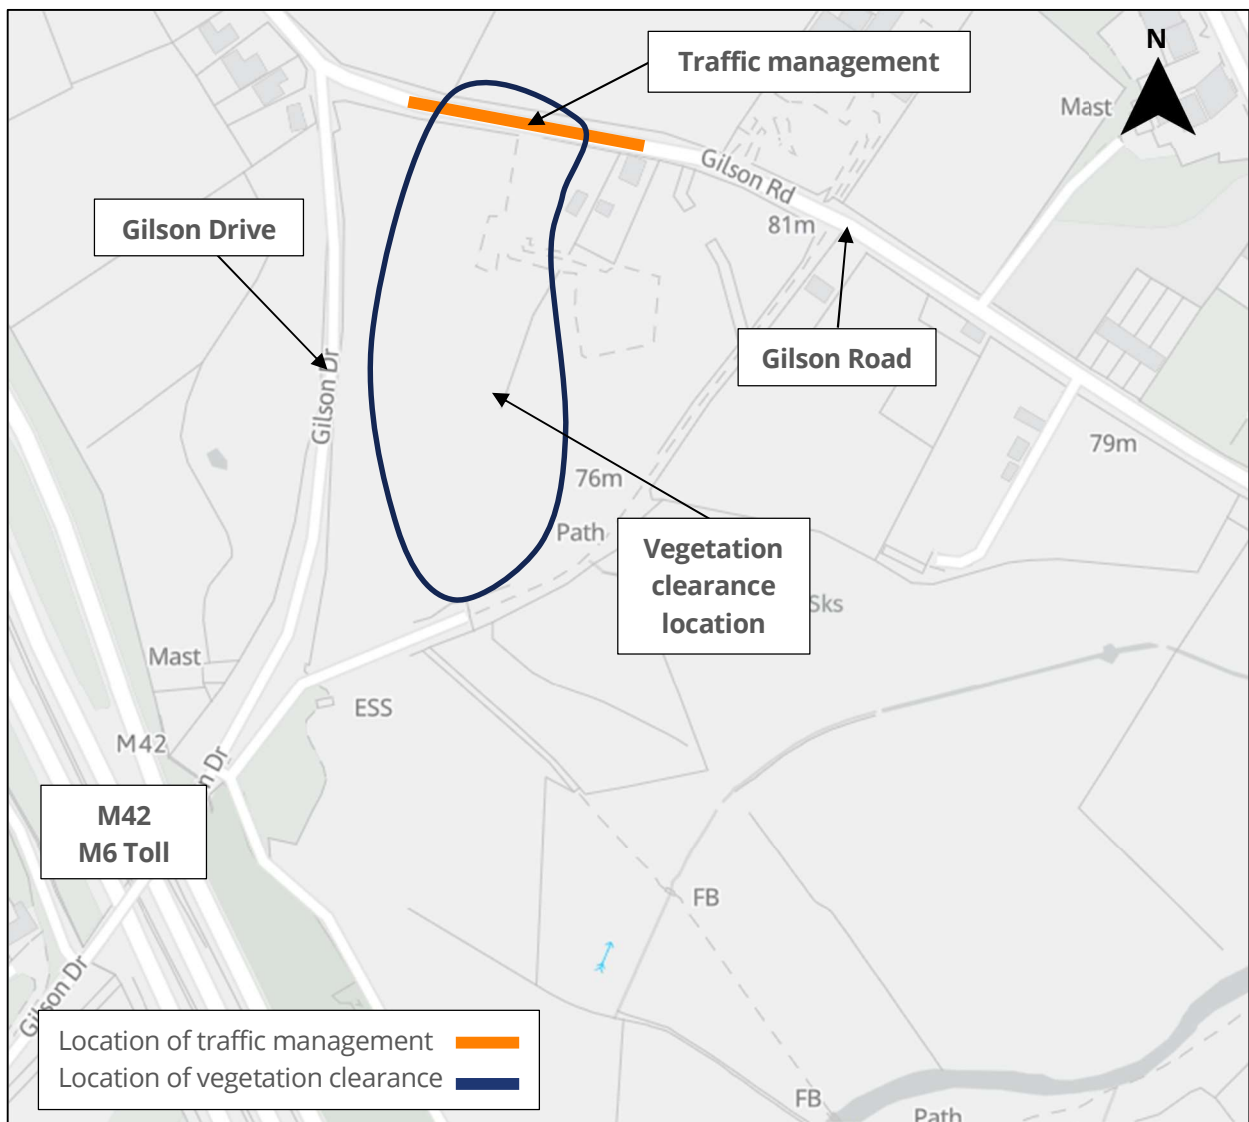 N
Traffic management
Mast
Gilson Rd
Gilson Drive
81m
Gilson Road
Gilson Dr
79m
76m
Path
Vegetation
clearance
location
Sks
Mast
ESS
M42
n Dr
M42
M6 Toll
FB
Gilson Dr
Location of traffic management
Location of vegetation clearance
FB
Path